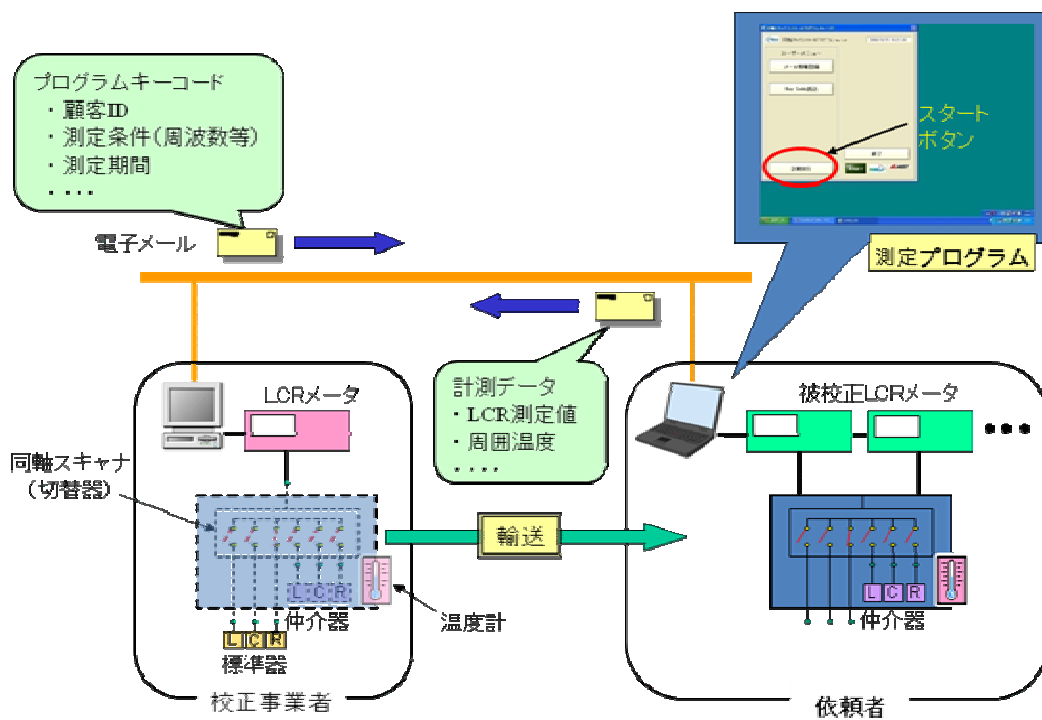 プログラムキーコード
・ 顧客ID
・ 測定条件(周波数等)
・ 測定期間
・ ・・・・
電子メール
スタート
ボタン
測定プログラム
計測データ
・LCR測定値
・周囲温度
・・・・
LCRメータ
同軸スキャナ
(切替器)
L C R
仲介器
L C R
標準器
温度計
校正事業者
輸送
被校正LCRメータ
•••
L C R
仲介器
依頼者